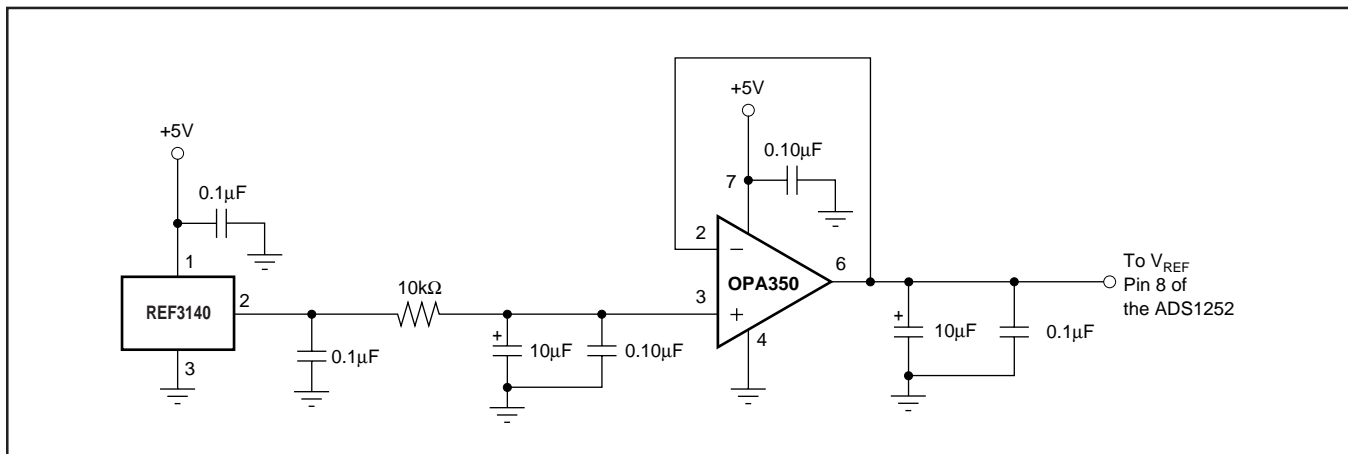 +5V
0.1μF
1
REF3140
2
3
0.1μF
10kΩ
+
10μF
0.10μF
+5V
7
0.10μF
2
−
OPA350
3
+
4
6
+
10μF
0.1μF
To VREF
Pin 8 of
the ADS1252